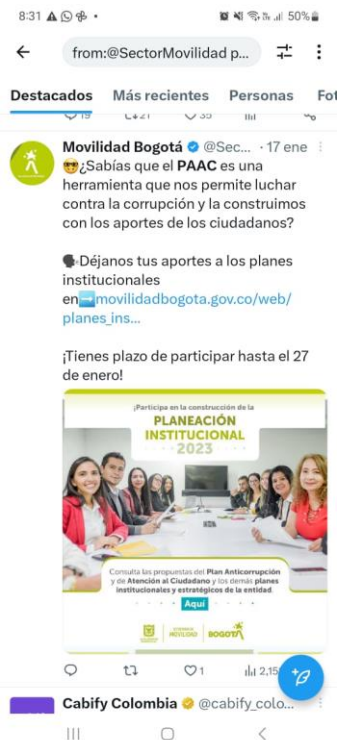 8:31
50%
from:@SectorMovilidad p...
Destacados Más recientes Personas Fot
19 21 35
Movilidad Bogotá @Sec... · 17 ene
¿Sabías que el PAAC es una
herramienta que nos permite luchar
contra la corrupción y la construimos
con los aportes de los ciudadanos?
Déjanos tus aportes a los planes
institucionales
en➡movilidadbogota.gov.co/web/
planes_ins...
¡Tienes plazo de participar hasta el 27
de enero!
¡Participa en la construcción de la
PLANEACIÓN
INSTITUCIONAL
2023
Consulta las propuestas del Plan Anticorrupción
y de Atención al Ciudadano y los demás planes
institucionales y estratégicos de la entidad.
Aquí
MOVILIDAD BOGOTÁ
1 2,15
Cabify Colombia @cabify_colo...